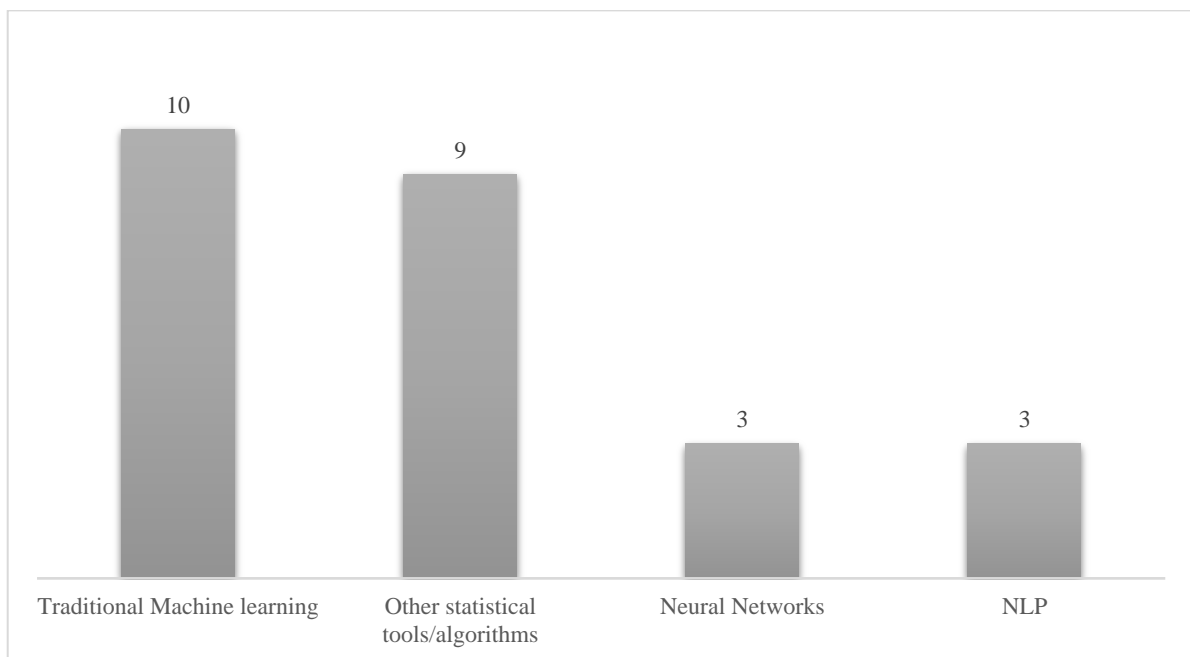 10
9
3
3
Traditional Machine learning
Other statistical
tools/algorithms
Neural Networks
NLP